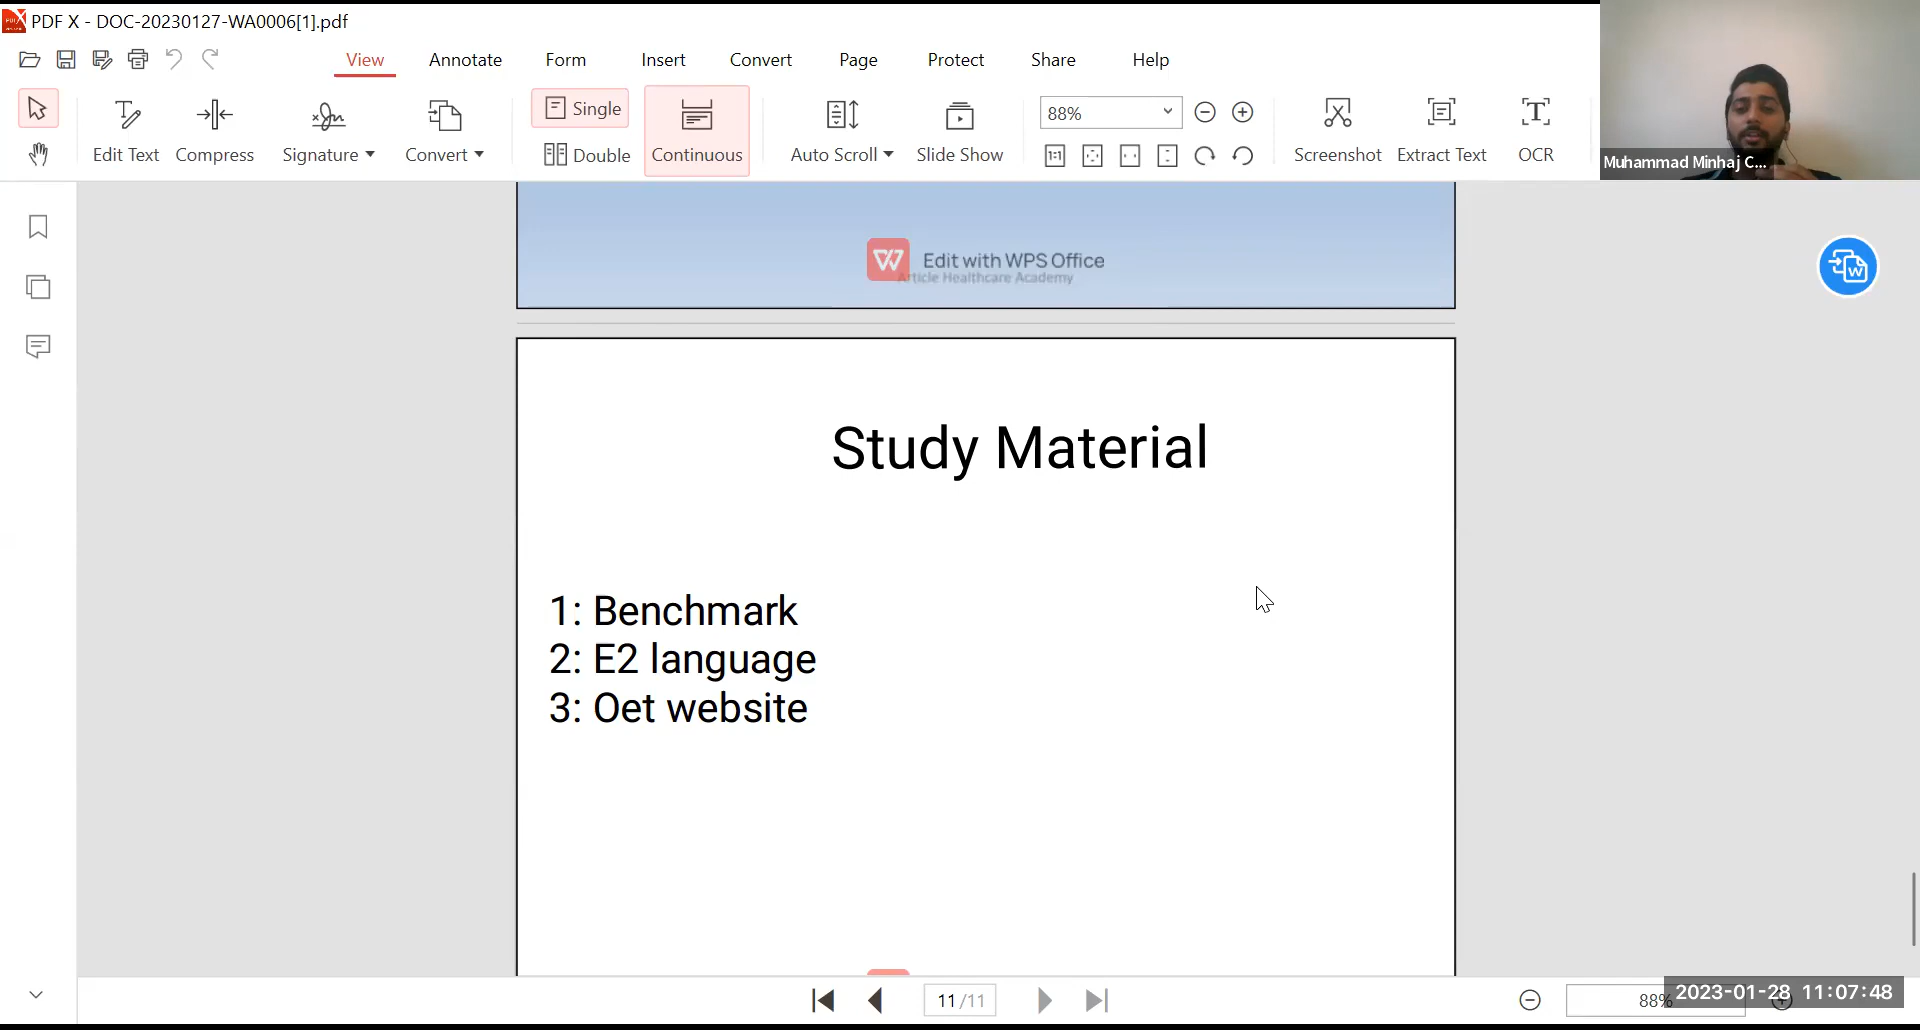 PDF X - DOC-20230127-WA0006[1].pdf
View Annotate Form Insert Convert Page Protect Share Help
Edit Text Compress Signature Convert Single Double Continuous Auto Scroll Slide Show 88% 1:1 Screenshot Extract Text OCR
Muhammad Minhaj C...
Edit with WPS Office
Article Healthcare Academy
Study Material
1: Benchmark
2: E2 language
3: Oet website
11/11
88%
2023-01-28 11:07:48